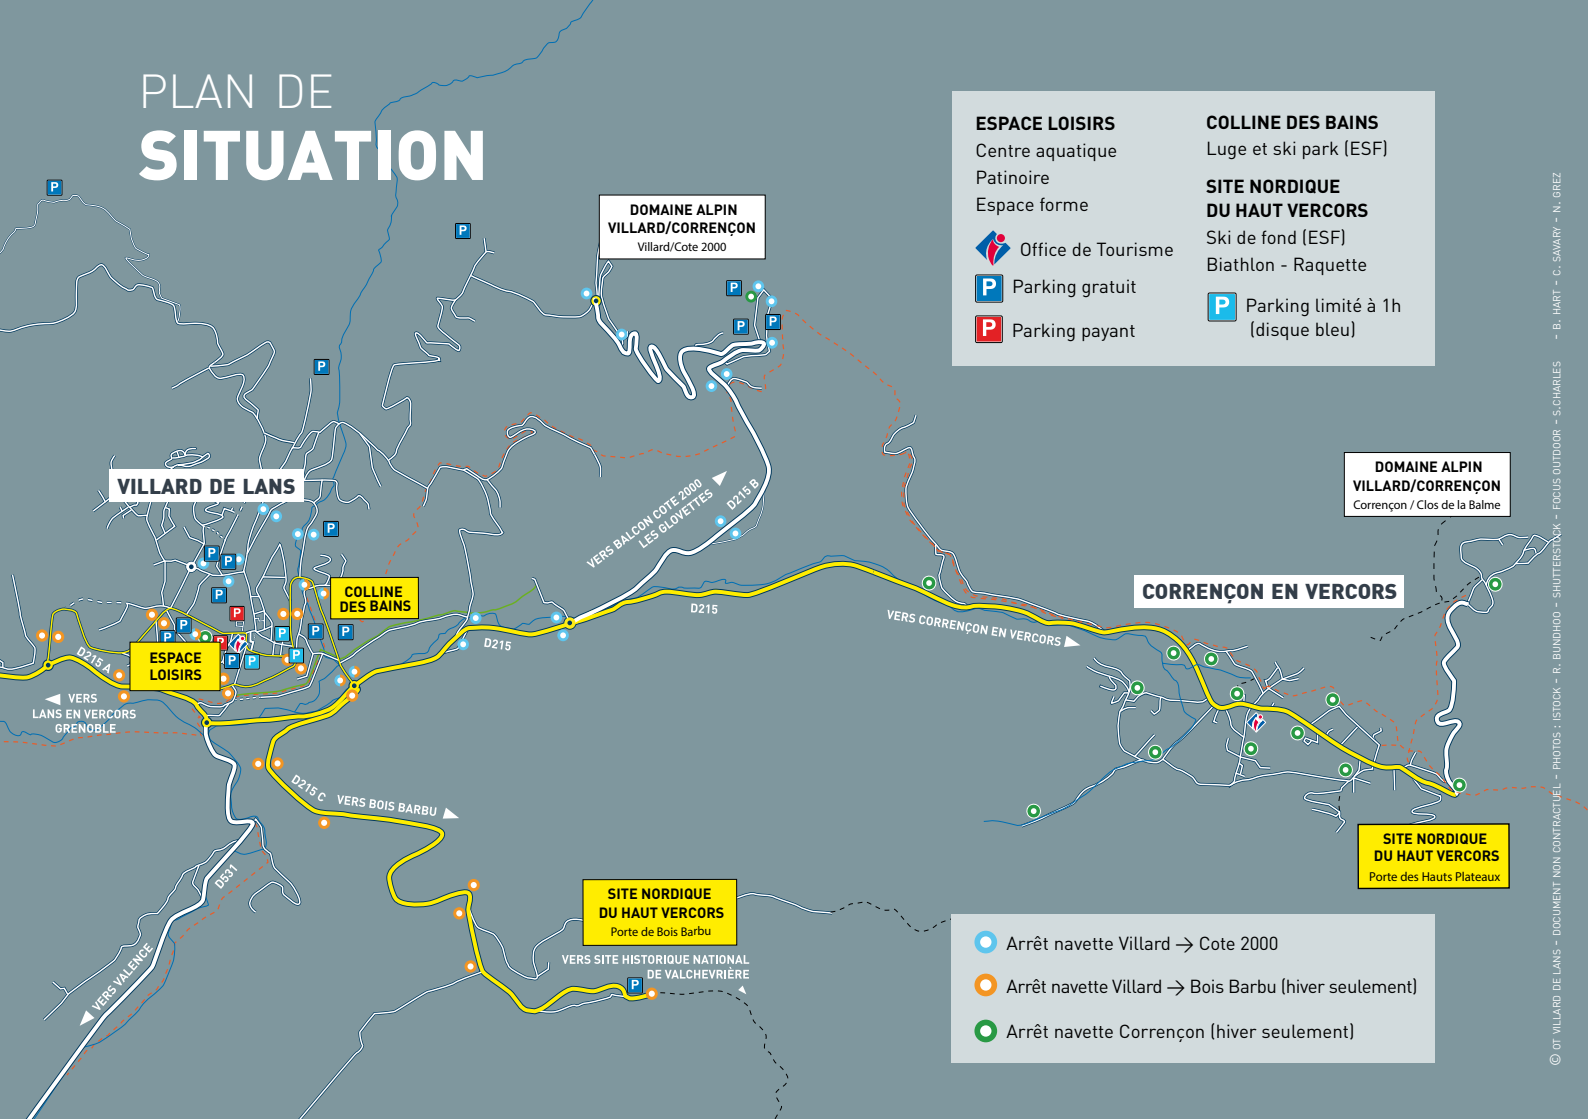 PLAN DE
SITUATION
ESPACE LOISIRS
Centre aquatique
Patinoire
Espace forme
Office de Tourisme
P Parking gratuit
P Parking payant
COLLINE DES BAINS
Luge et ski park (ESF)
SITE NORDIQUE
DU HAUT VERCORS
Ski de fond (ESF)
Biathlon - Raquette
P Parking limité à 1h
(disque bleu)
DOMAINE ALPIN
VILLARD/CORRENÇON
Villard/Cote 2000
P
P
P
P
P
P
VILLARD DE LANS
P
P
P
P
P
P
P
P
P
P
P
P
P
P
COLLINE
DES BAINS
ESPACE
LOISIRS
D215 A
VERS
LANS EN VERCORS
GRENOBLE
VERS BALCON COTE 2000
LES GLOVETTES
D215 B
D215
D215
VERS CORRENÇON EN VERCORS
CORRENÇON EN VERCORS
DOMAINE ALPIN
VILLARD/CORRENÇON
Corrençon / Clos de la Balme
D215 C
VERS BOIS BARBU
D531
VERS VALENCE
SITE NORDIQUE
DU HAUT VERCORS
Porte de Bois Barbu
VERS SITE HISTORIQUE NATIONAL
DE VALCHEVRIÈRE
P
SITE NORDIQUE
DU HAUT VERCORS
Porte des Hauts Plateaux
Arrêt navette Villard → Cote 2000
Arrêt navette Villard → Bois Barbu (hiver seulement)
Arrêt navette Corrençon (hiver seulement)
© OT VILLARD DE LANS - DOCUMENT NON CONTRACTUEL - PHOTOS : ISTOCK - R. BUNDHOO - SHUTTERSTOCK - FOCUS OUTDOOR - S.CHARLES - B. HART - C. SAVARY - N. GREZ